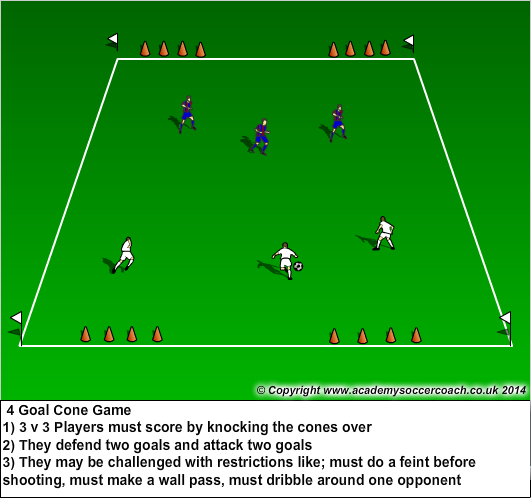 © Copyright www.academysoccercoach.co.uk 2014
4 Goal Cone Game
1) 3 v 3 Players must score by knocking the cones over
2) They defend two goals and attack two goals
3) They may be challenged with restrictions like; must do a feint before
shooting, must make a wall pass, must dribble around one opponent